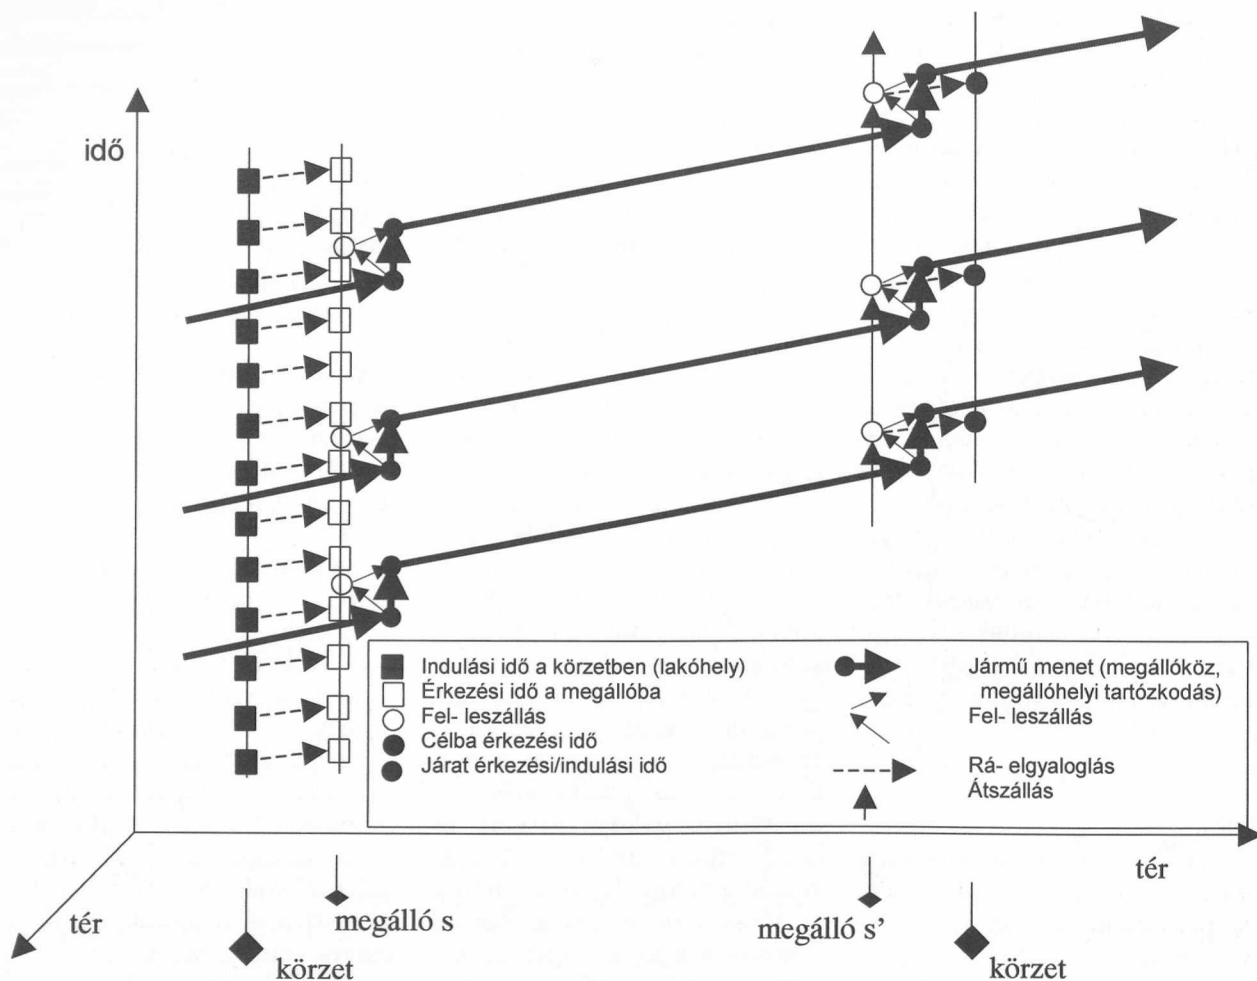 idő
Indulási idő a körzetben (lakóhely)
Érkezési idő a megállóba
Fel- leszállás
Célba érkezési idő
Járat érkezési/indulási idő
Jármű menet (megállóköz,
megállóhelyi tartózkodás)
Fel- leszállás
Rá- elgyaloglás
Átszállás
tér
tér
megálló s
megálló s'
körzet
körzet